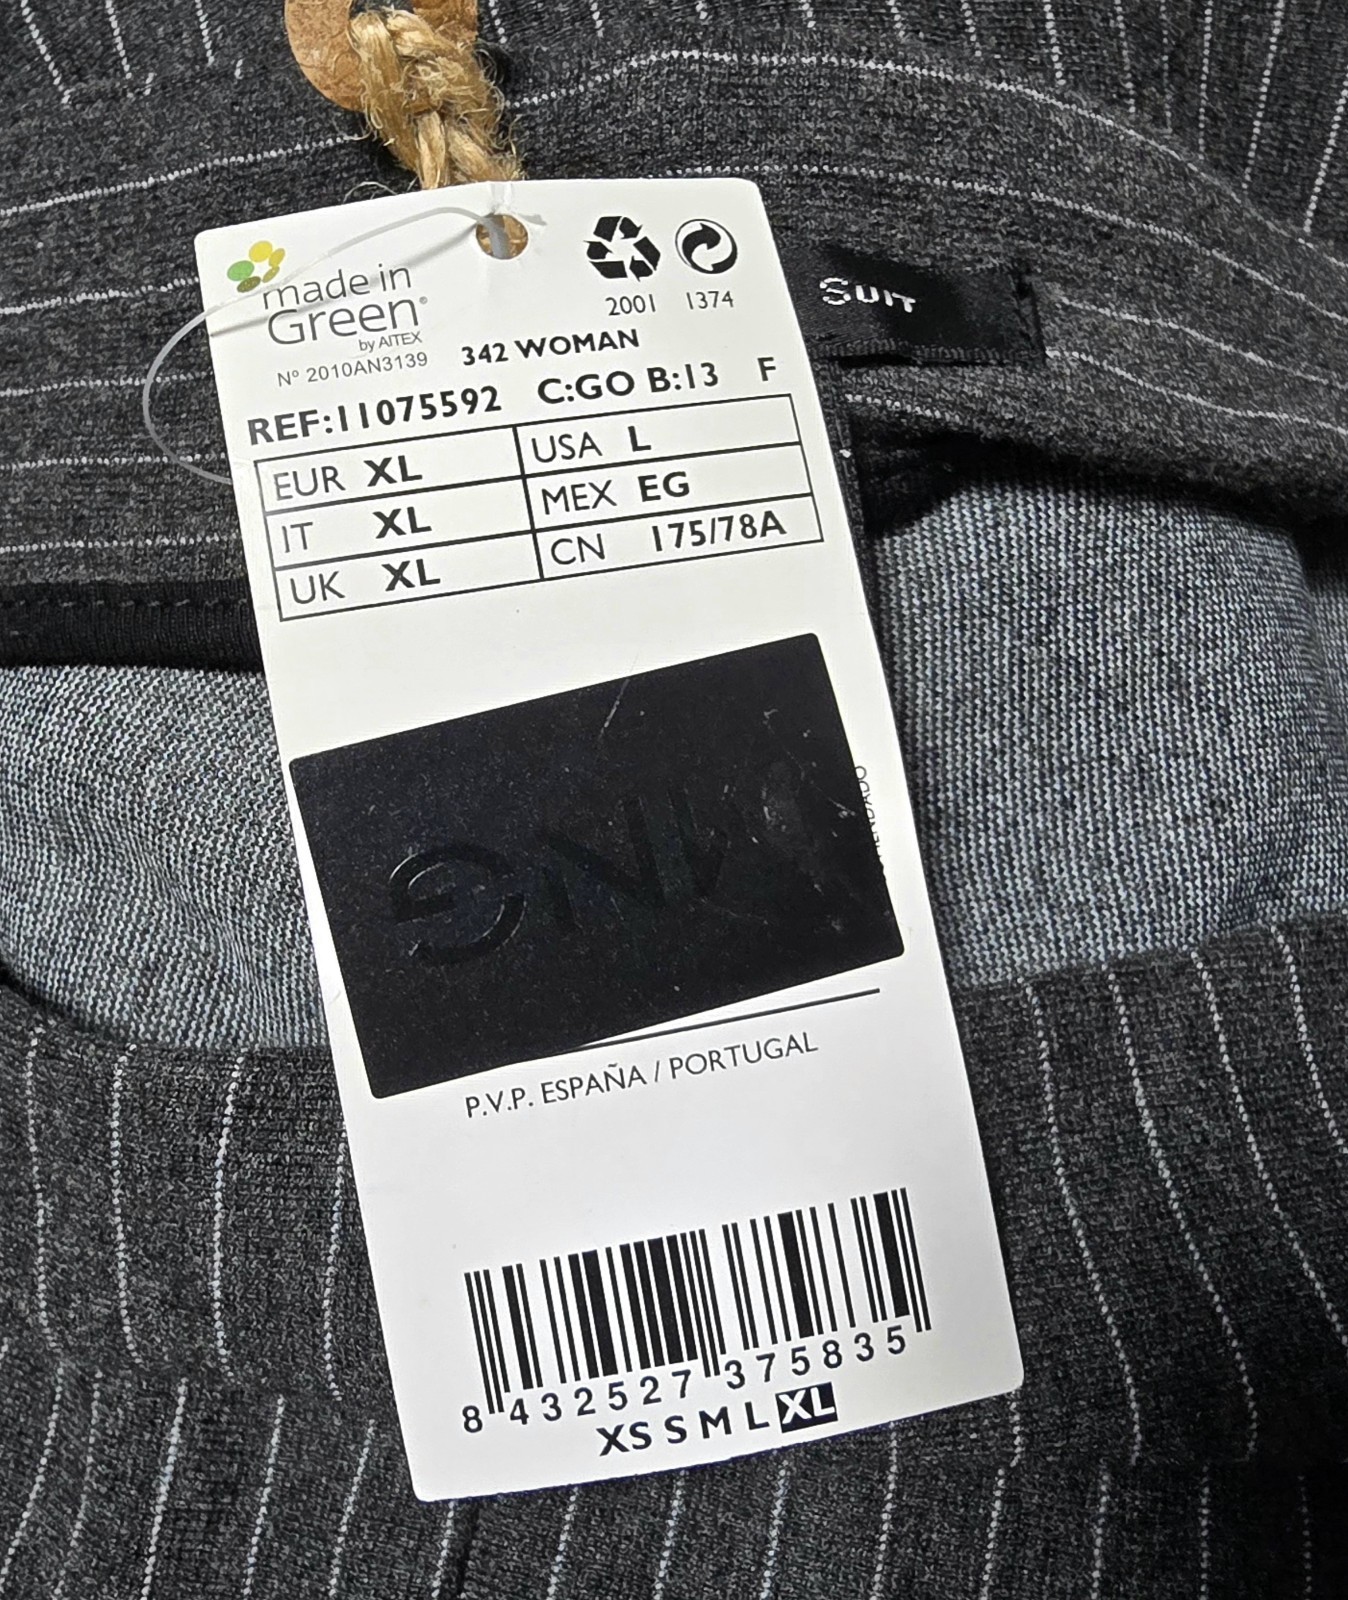 SUIT
made in
Green®
by AITEX
Nº 2010AN3139
2001 1374
342 WOMAN
REF:11075592 C:GO B:13 F
EUR XL USA L
IT XL MEX EG
UK XL CN 175/78A
MNG
P.V.P. ESPAÑA / PORTUGAL
8 432527 375835
XS S M L XL